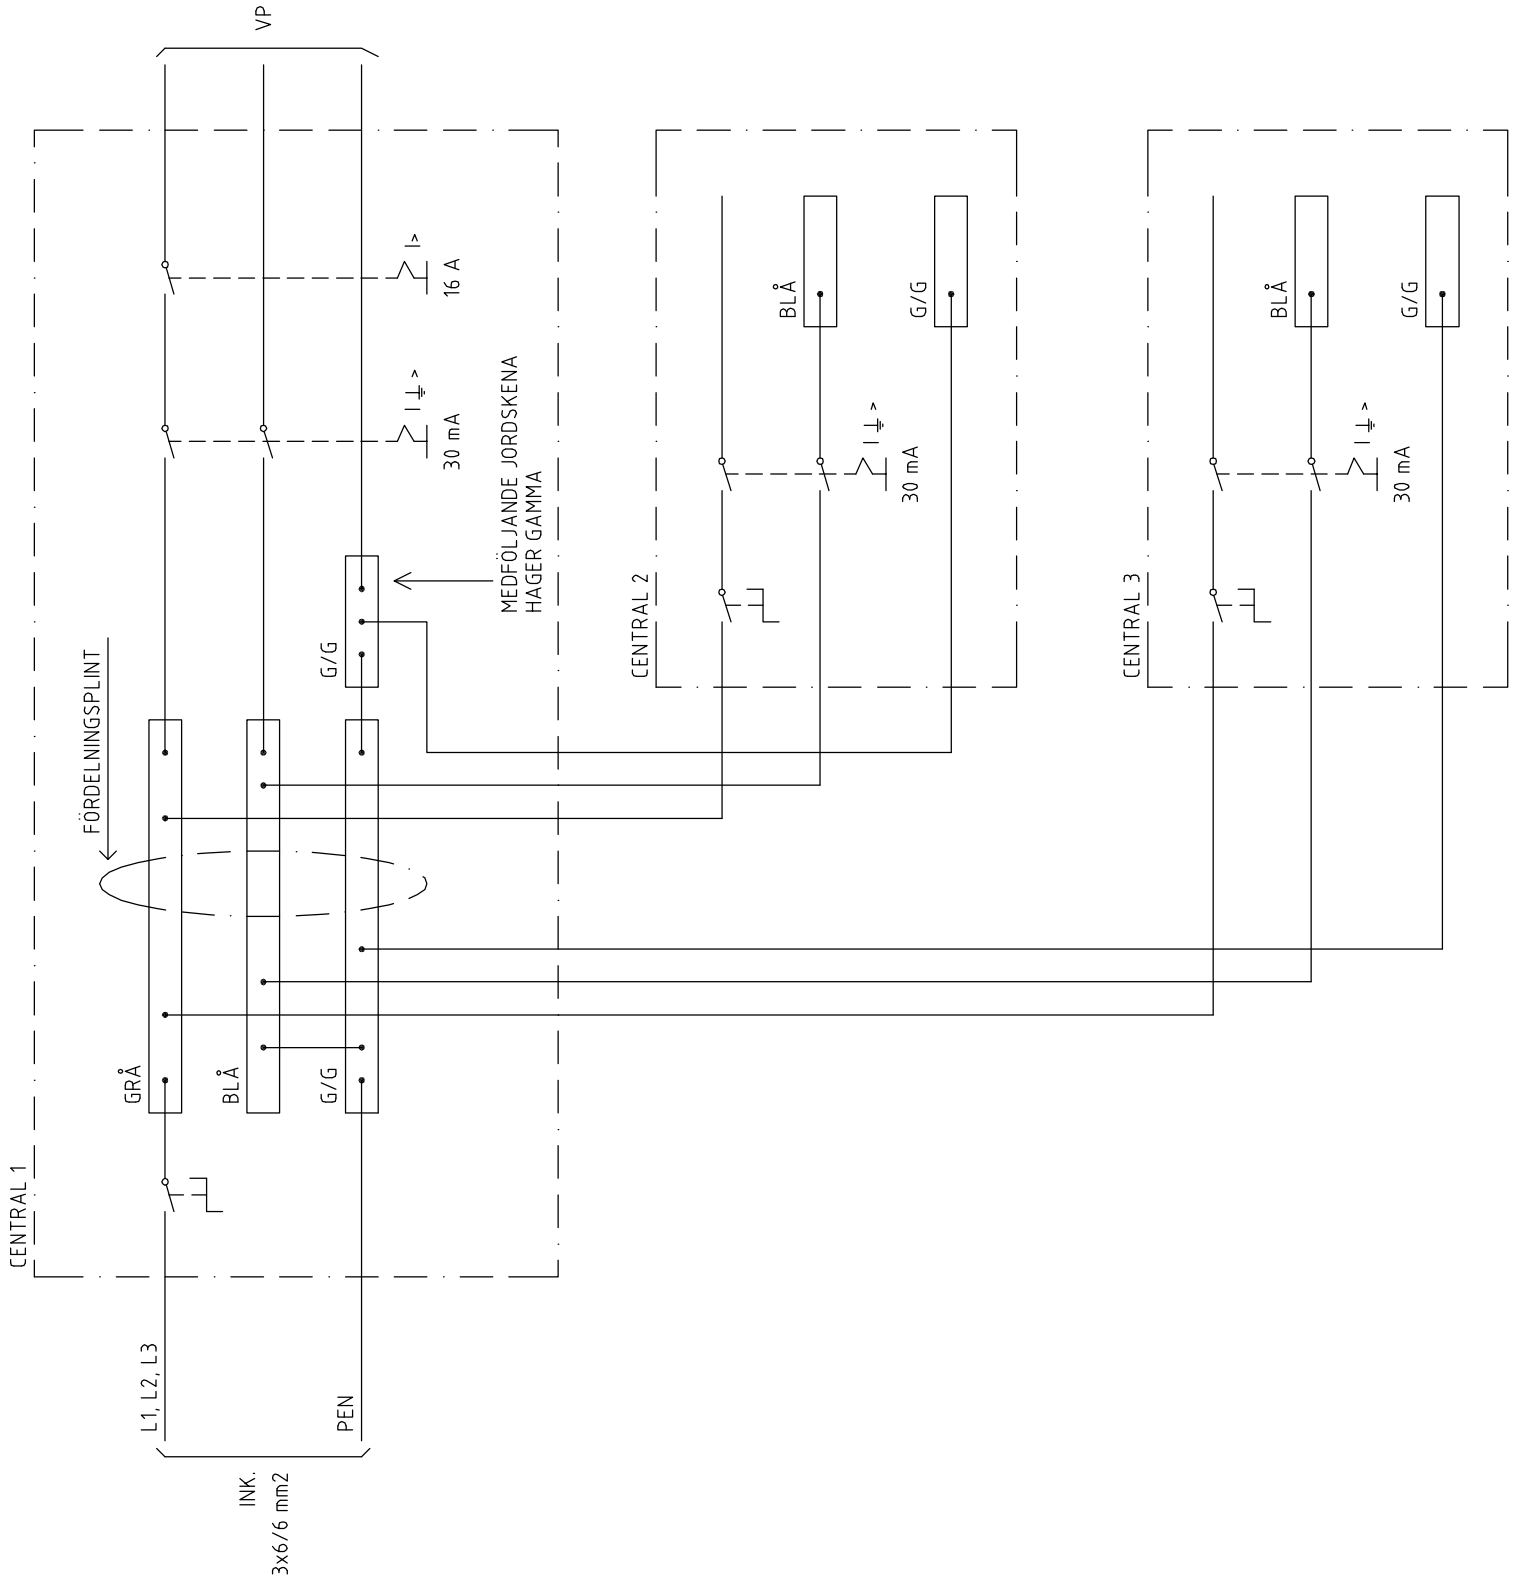 VP
CENTRAL 1
FÖRDELNINGSPLINT
L1, L2, L3
PEN
INK.
3x6/6 mm2
GRÅ
BLÅ
G/G
G/G
30 mA
I >
16 A
I >
MEDFÖLJANDE JORDSKENA
HAGER GAMMA
CENTRAL 2
30 mA
I >
BLÅ
G/G
CENTRAL 3
30 mA
I >
BLÅ
G/G